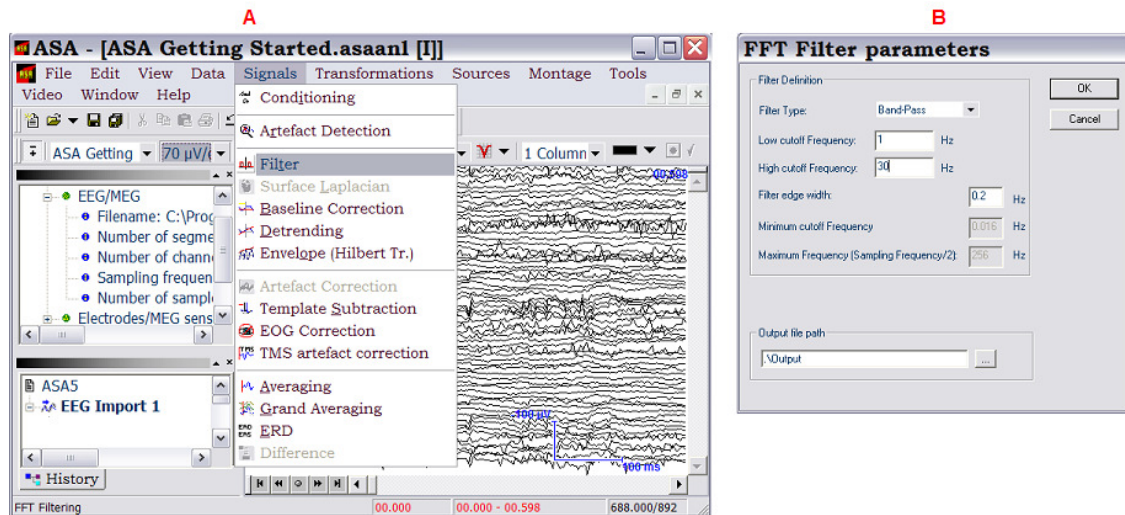 A
B
ASA - [ASA Getting Started.asaanl [I]]
File Edit View Data Signals Transformations Sources Montage Tools
Video Window Help
ASA Getting
70 µV/
1 Column
Conditioning
Artefact Detection
Filter
Surface Laplacian
Baseline Correction
Detrending
Envelope (Hilbert Tr.)
Artefact Correction
Template Subtraction
EOG Correction
TMS artefact correction
Averaging
Grand Averaging
ERD
Difference
EEG/MEG
Filename: C:\Prog
Number of segme
Number of chann
Sampling frequen
Number of sampl
Electrodes/MEG sens
ASA5
EEG Import 1
History
100 µV
100 ms
FFT Filtering
00.000
00.000 - 00.598
688.000/892
FFT Filter parameters
Filter Definition
Filter Type: Band-Pass
Low cutoff Frequency: 1 Hz
High cutoff Frequency: 30 Hz
Filter edge width: 0.2 Hz
Minimum cutoff Frequency 0.016 Hz
Maximum Frequency (Sampling Frequency/2): 256 Hz
Output file path
.\Output
...
OK
Cancel